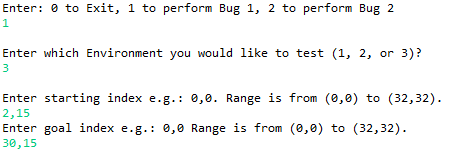 Enter: 0 to Exit, 1 to perform Bug 1, 2 to perform Bug 2
1
Enter which Environment you would like to test (1, 2, or 3)?
3
Enter starting index e.g.: 0,0. Range is from (0,0) to (32,32).
2,15
Enter goal index e.g.: 0,0 Range is from (0,0) to (32,32).
30,15